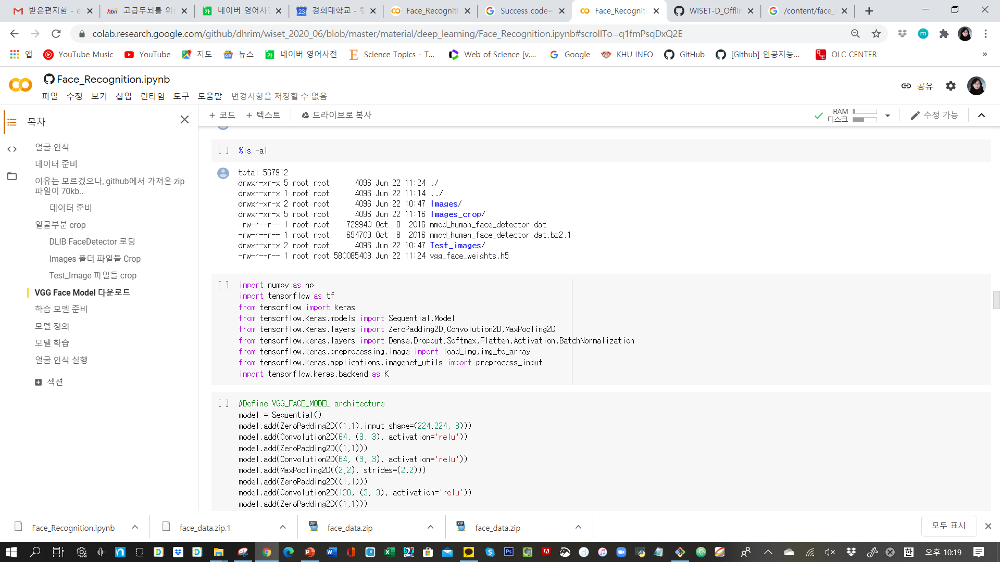 받은편지함 - e
hbn 고급두뇌를 위한
네이버 영어사전
23 경희대학교 - 캘
Face_Recogniti
Success code=
Face_Recogniti
WISET-D_Offlin
/content/face_
colab.research.google.com/github/dhrim/wiset_2020_06/blob/master/material/deep_learning/Face_Recognition.ipynb#scrollTo=q1fmPsqDxQ2E
앱 YouTube Music YouTube 지도 뉴스 네이버 영어사전 Science Topics - T... Web of Science [v.... Google KHU INFO GitHub [Github] 인공지능... OLC CENTER »
Face_Recognition.ipynb
공유
파일 수정 보기 삽입 런타임 도구 도움말 변경사항을 저장할 수 없음
목차
+ 코드 + 텍스트 드라이브로 복사
RAM
디스크
수정 가능
얼굴 인식
데이터 준비
이유는 모르겠으나, github에서 가져온 zip
파일이 70kb..
데이터 준비
얼굴부분 crop
DLIB FaceDetector 로딩
Images 폴더 파일들 Crop
Test_Image 파일들 crop
VGG Face Model 다운로드
학습 모델 준비
모델 정의
모델 학습
얼굴 인식 실행
섹션
[ ] %ls -al
total 567912
drwxr-xr-x 5 root root 4096 Jun 22 11:24 ./
drwxr-xr-x 1 root root 4096 Jun 22 11:14 ../
drwxr-xr-x 2 root root 4096 Jun 22 10:47 Images/
drwxr-xr-x 5 root root 4096 Jun 22 11:16 Images_crop/
-rw-r--r-- 1 root root 729940 Oct 8 2016 mmod_human_face_detector.dat
-rw-r--r-- 1 root root 694709 Oct 8 2016 mmod_human_face_detector.dat.bz2.1
drwxr-xr-x 2 root root 4096 Jun 22 10:47 Test_images/
-rw-r--r-- 1 root root 580085408 Jun 22 11:24 vgg_face_weights.h5
[ ] import numpy as np
import tensorflow as tf
from tensorflow import keras
from tensorflow.keras.models import Sequential,Model
from tensorflow.keras.layers import ZeroPadding2D,Convolution2D,MaxPooling2D
from tensorflow.keras.layers import Dense,Dropout,Softmax,Flatten,Activation,BatchNormalization
from tensorflow.keras.preprocessing.image import load_img,img_to_array
from tensorflow.keras.applications.imagenet_utils import preprocess_input
import tensorflow.keras.backend as K
[ ] #Define VGG_FACE_MODEL architecture
model = Sequential()
model.add(ZeroPadding2D((1,1),input_shape=(224,224, 3)))
model.add(Convolution2D(64, (3, 3), activation='relu'))
model.add(ZeroPadding2D((1,1)))
model.add(Convolution2D(64, (3, 3), activation='relu'))
model.add(MaxPooling2D((2,2), strides=(2,2)))
model.add(ZeroPadding2D((1,1)))
model.add(Convolution2D(128, (3, 3), activation='relu'))
model.add(ZeroPadding2D((1,1)))
Face_Recognition.ipynb face_data.zip.1 face_data.zip face_data.zip 모두 표시
한 오후 10:19